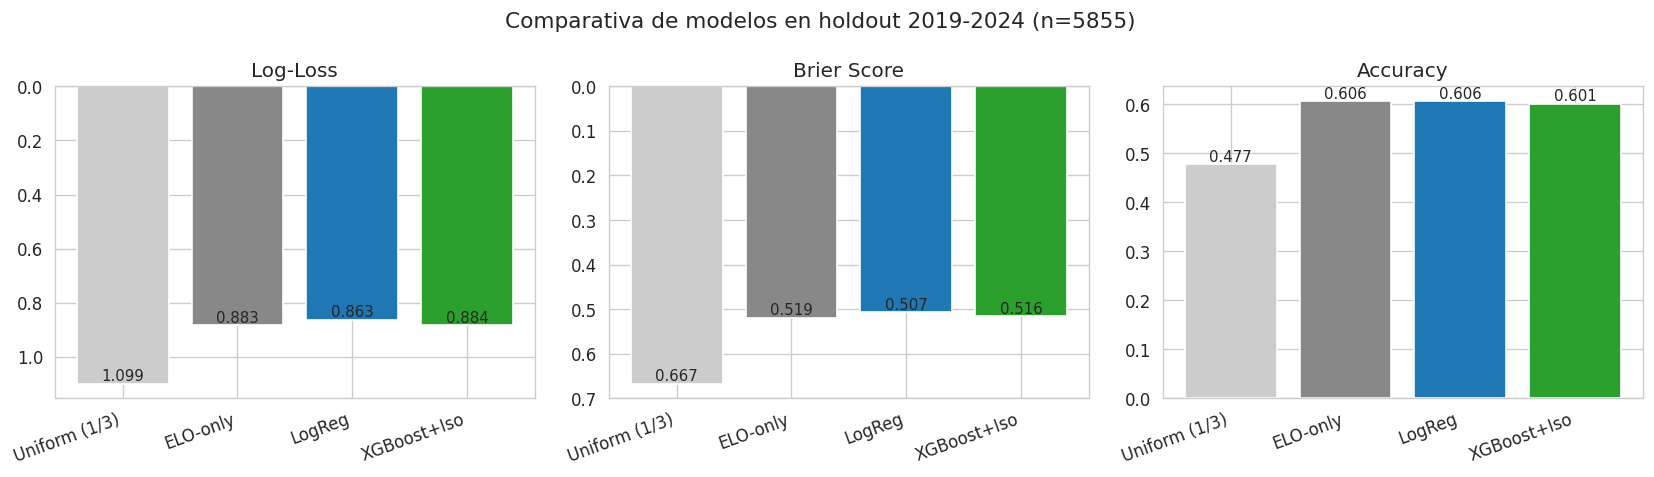 Comparativa de modelos en holdout 2019-2024 (n=5855)
Log-Loss
0.0
0.2
0.4
0.6
0.8
1.0
1.099
0.883
0.863
0.884
Uniform (1/3)
ELO-only
LogReg
XGBoost+Iso
Brier Score
0.0
0.1
0.2
0.3
0.4
0.5
0.6
0.7
0.667
0.519
0.507
0.516
Uniform (1/3)
ELO-only
LogReg
XGBoost+Iso
Accuracy
0.6
0.5
0.4
0.3
0.2
0.1
0.0
0.477
0.606
0.606
0.601
Uniform (1/3)
ELO-only
LogReg
XGBoost+Iso